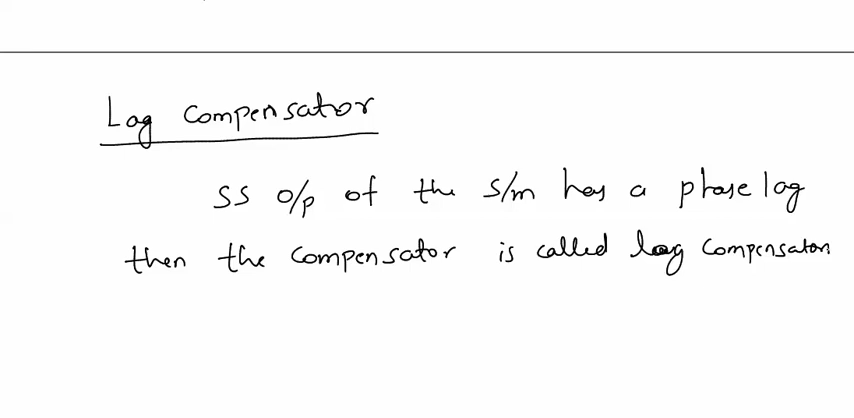 Lag Compensator
SS o/p of the s/m has a phase lag
then the compensator is called lag compensator